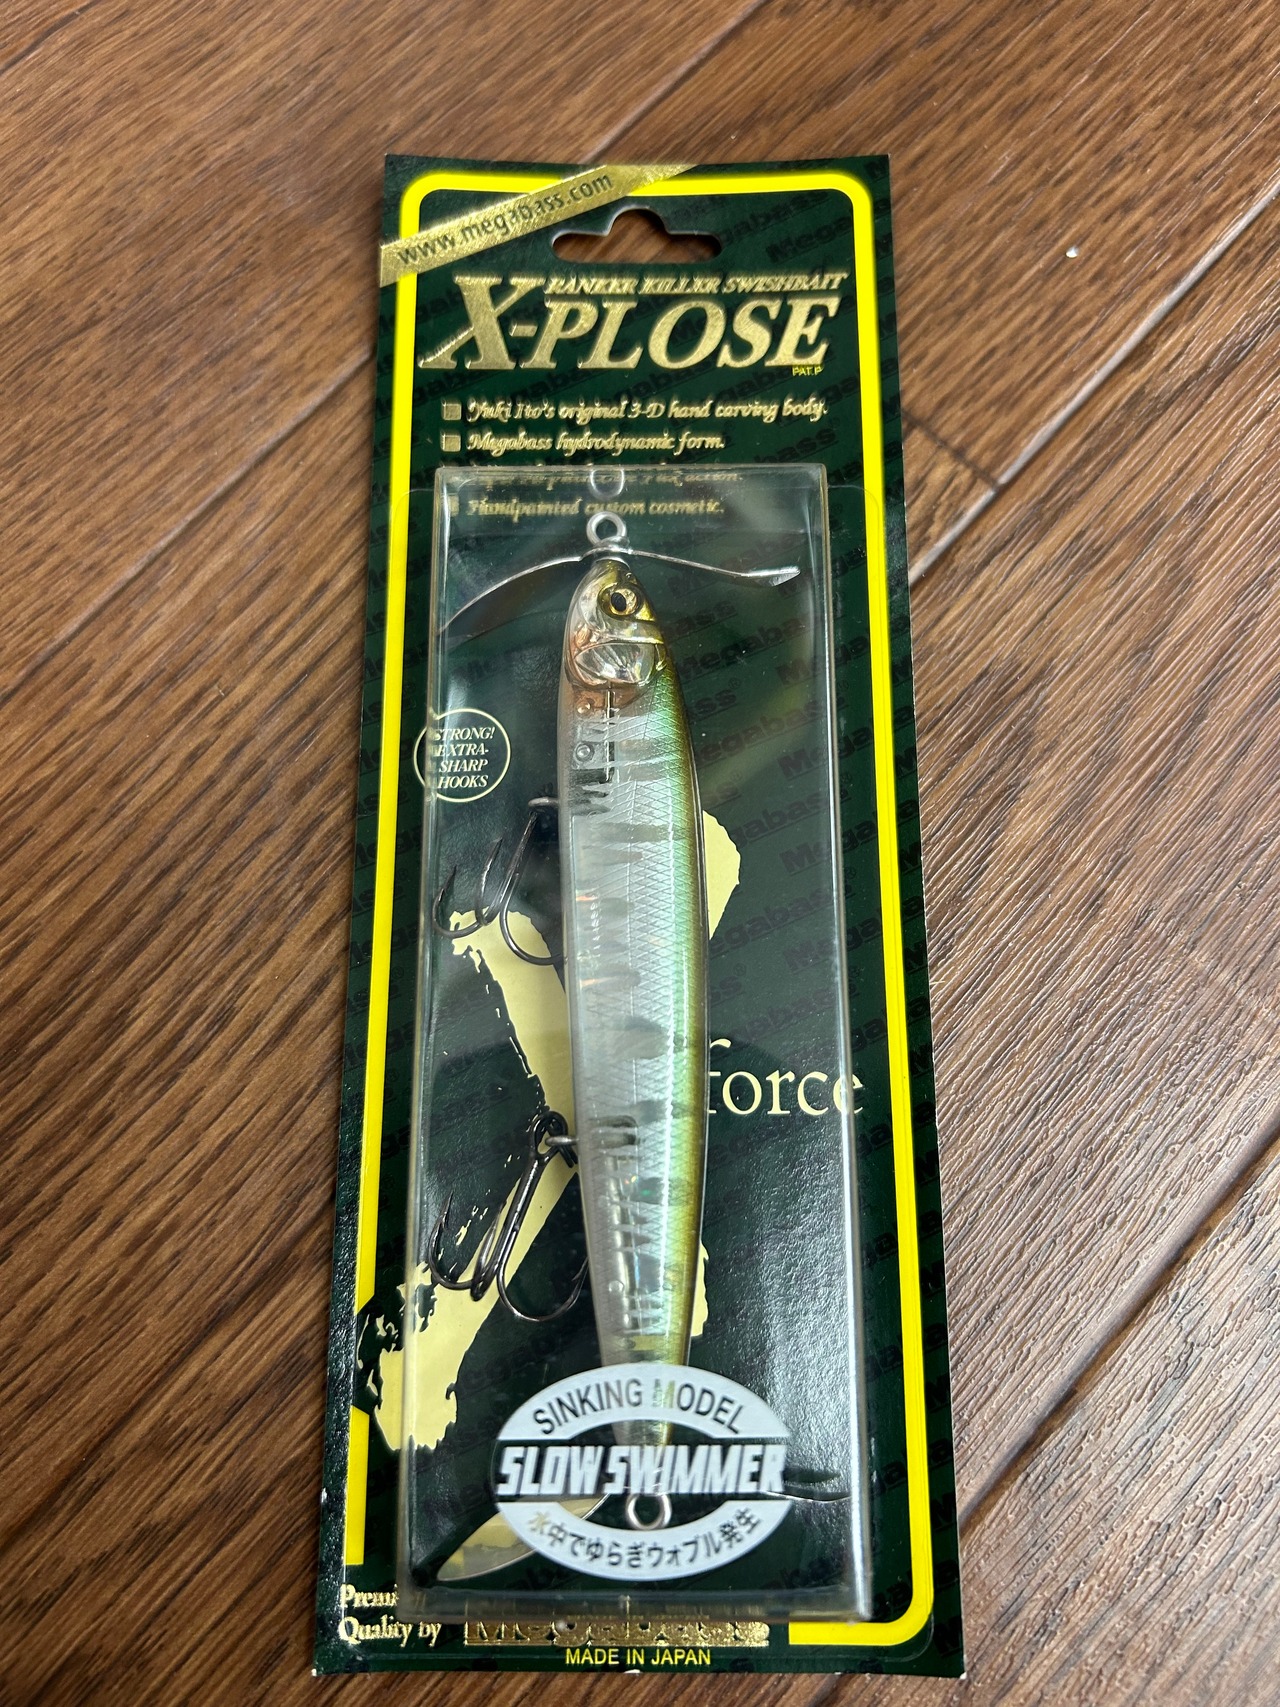 www.megabass.com
RANKER KILLER SWISHBAIT
X-PLOSE
PAT.P
Yuki Ito's original 3-D hand carving body.
Megabass hydrodynamic form.
action.
Handpainted custom cosmetic.
STRONG!
EXTRA-
SHARP
HOOKS
force
SINKING MODEL
SLOW SWIMMER
水中でゆらぎウォブル発生
Quality by
MADE IN JAPAN